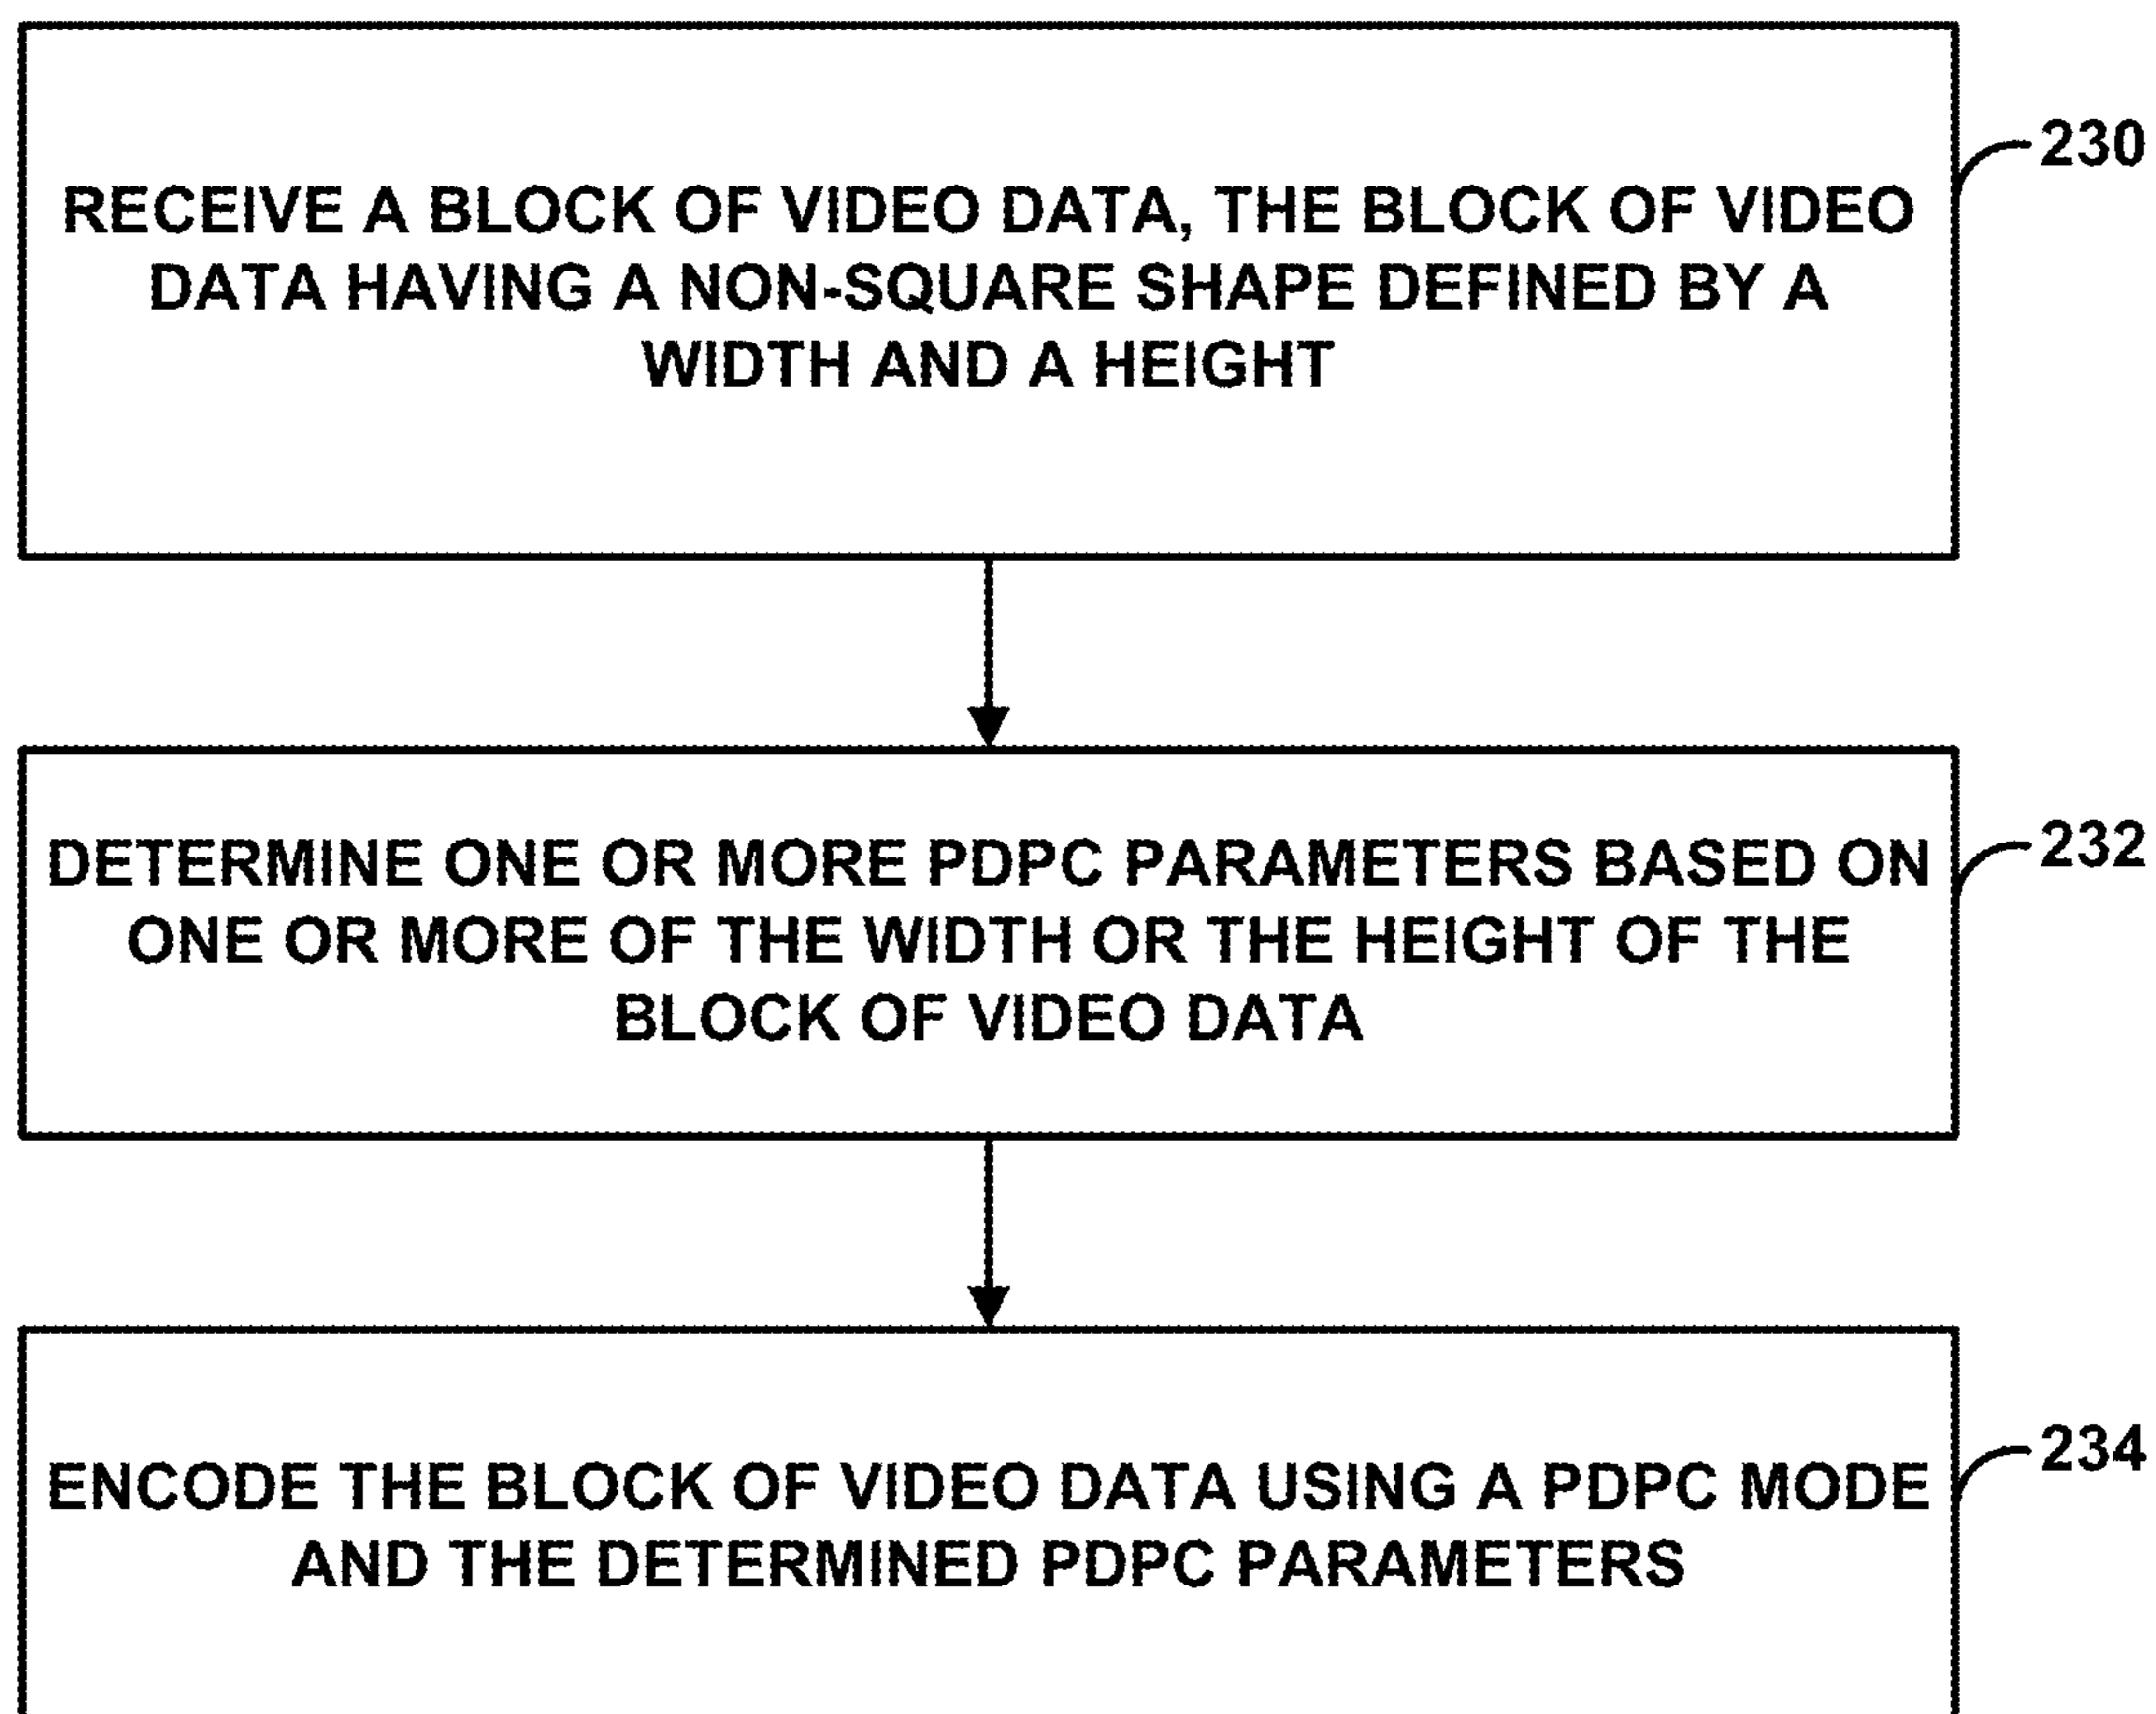 230
RECEIVE A BLOCK OF VIDEO DATA, THE BLOCK OF VIDEO
DATA HAVING A NON-SQUARE SHAPE DEFINED BY A
WIDTH AND A HEIGHT
232
DETERMINE ONE OR MORE PDPC PARAMETERS BASED ON
ONE OR MORE OF THE WIDTH OR THE HEIGHT OF THE
BLOCK OF VIDEO DATA
234
ENCODE THE BLOCK OF VIDEO DATA USING A PDPC MODE
AND THE DETERMINED PDPC PARAMETERS